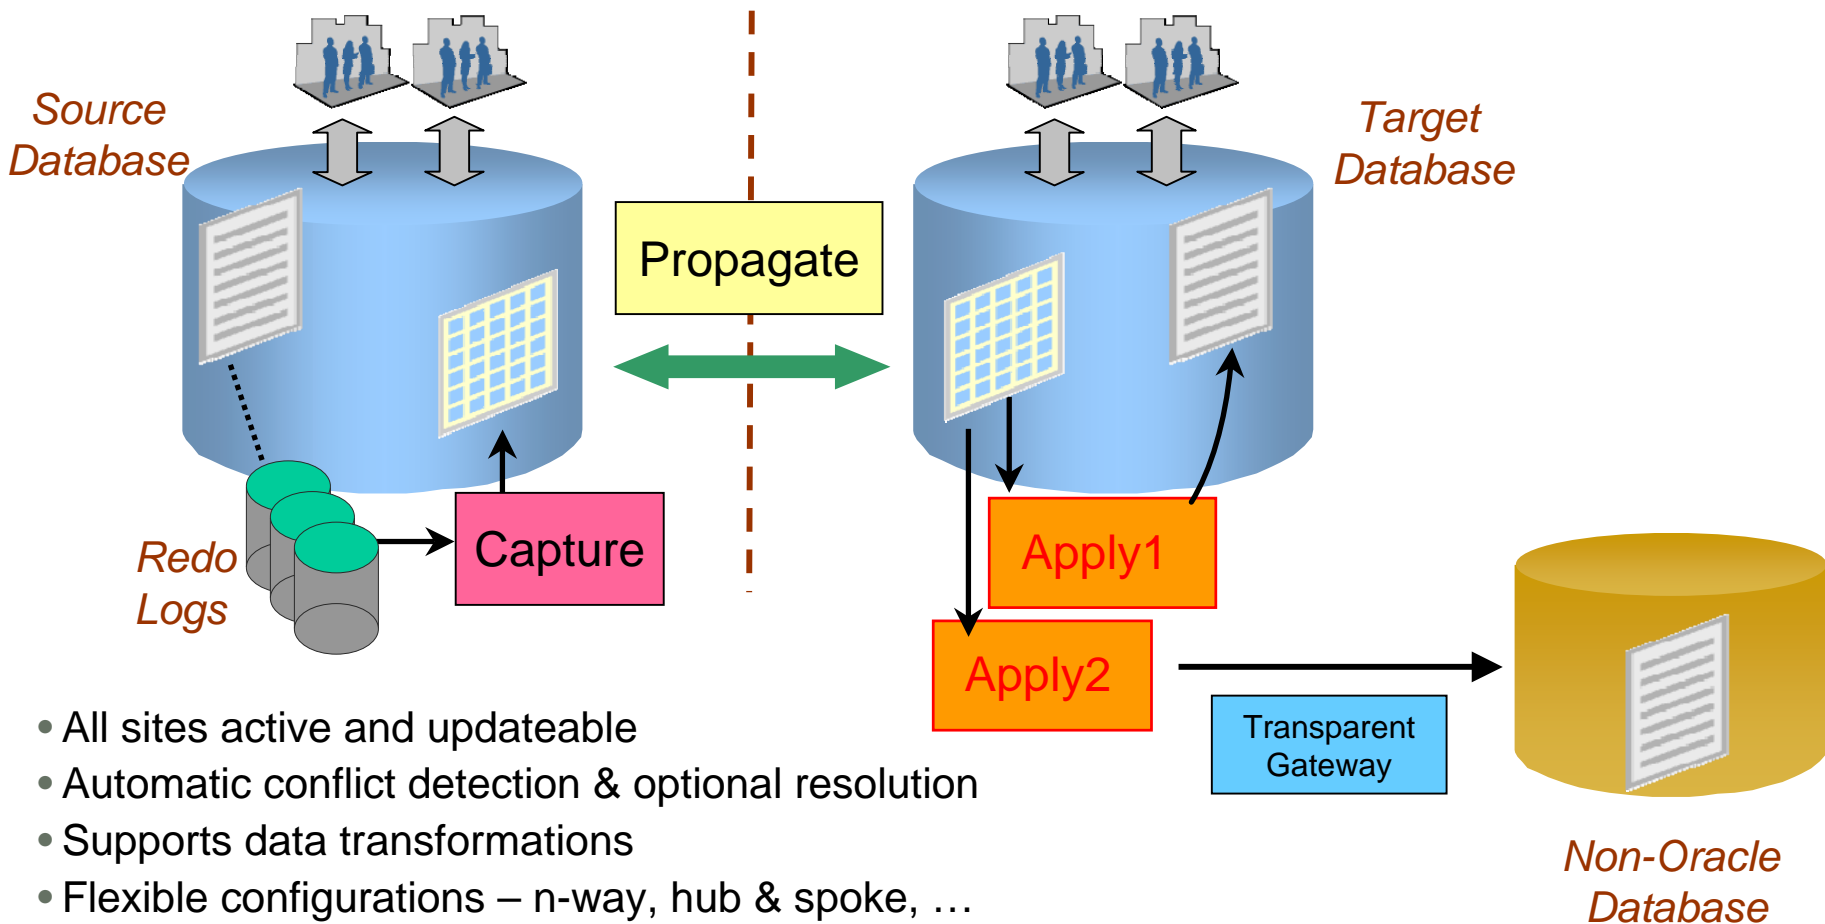 Source
Database
Target
Database
Propagate
Capture
Redo
Logs
Apply1
Apply2
Transparent
Gateway
Non-Oracle
Database
• All sites active and updateable
• Automatic conflict detection & optional resolution
• Supports data transformations
• Flexible configurations – n-way, hub & spoke, …